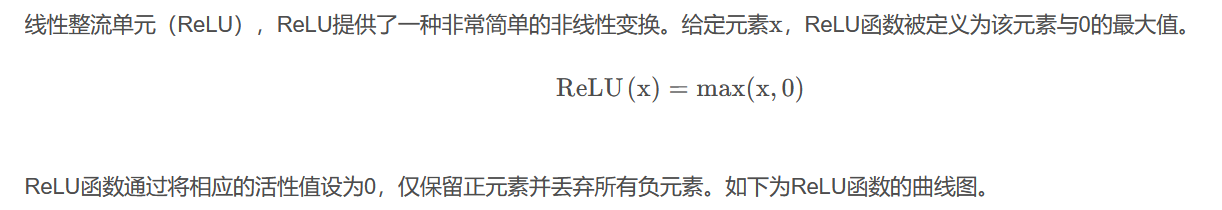 线性整流单元（ReLU），ReLU提供了一种非常简单的非线性变换。给定元素x，ReLU函数被定义为该元素与0的最大值。
ReLU(x) = max(x, 0)
ReLU函数通过将相应的活性值设为0，仅保留正元素并丢弃所有负元素。如下为ReLU函数的曲线图。